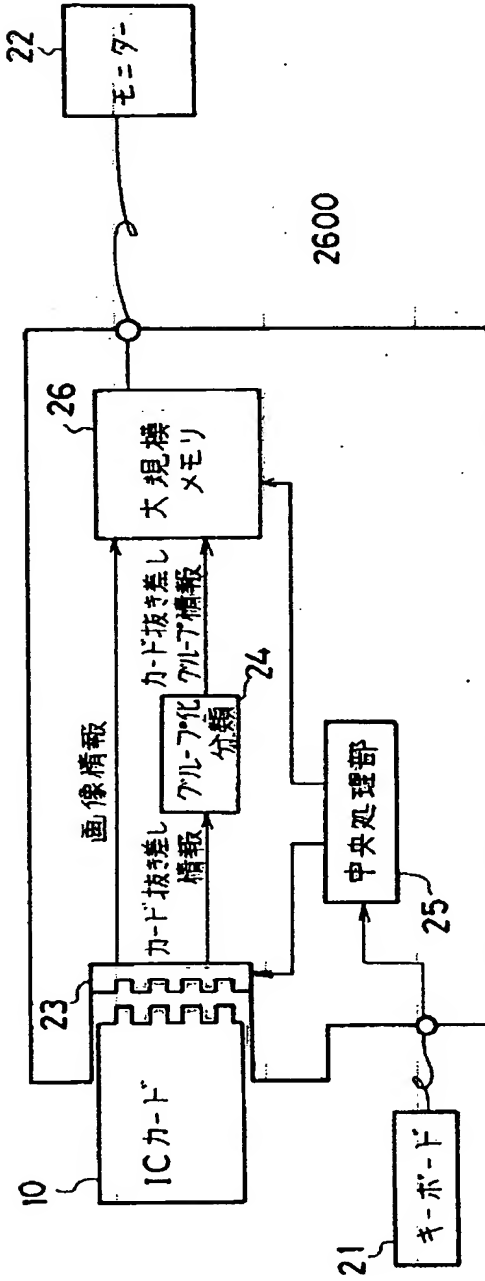 22
モニター
2600
26
大規模
メモリ
画像情報
カード抜き差し
グループ情報
24
グループ化
分類
カード抜き差し
情報
23
10
ICカード
中央処理部
25
21
キーボード